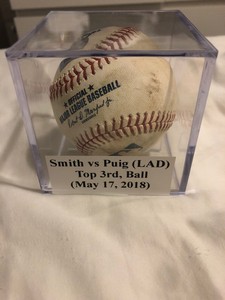 OFFICIAL
MAJOR LEAGUE BASEBALL
Smith vs Puig (LAD)
Top 3rd, Ball
(May 17, 2018)